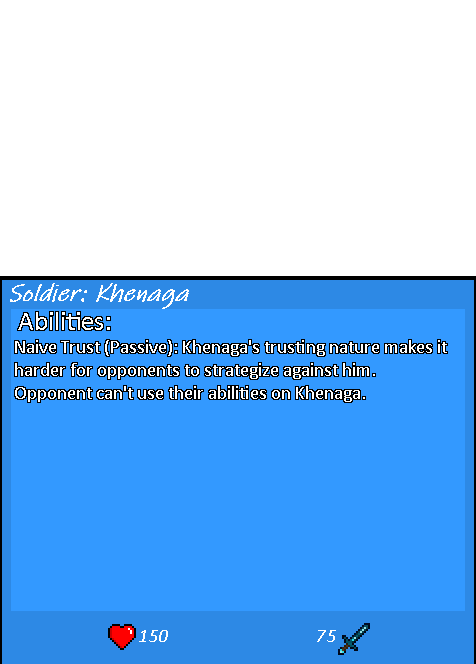 Soldier: Khenaga
Abilities:
Naive Trust (Passive): Khenaga's trusting nature makes it
harder for opponents to strategize against him.
Opponent can't use their abilities on Khenaga.
150 75